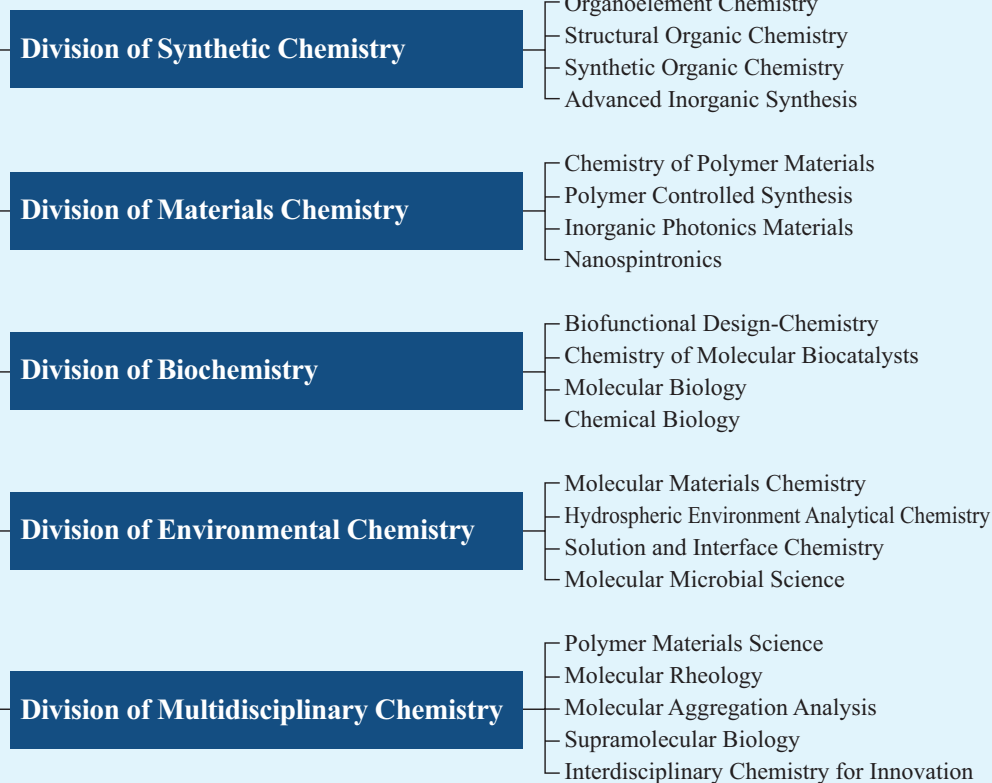 Organoelement Chemistry
Division of Synthetic Chemistry
Structural Organic Chemistry
Synthetic Organic Chemistry
Advanced Inorganic Synthesis
Chemistry of Polymer Materials
Division of Materials Chemistry
Polymer Controlled Synthesis
Inorganic Photonics Materials
Nanospintronics
Biofunctional Design-Chemistry
Division of Biochemistry
Chemistry of Molecular Biocatalysts
Molecular Biology
Chemical Biology
Molecular Materials Chemistry
Division of Environmental Chemistry
Hydrospheric Environment Analytical Chemistry
Solution and Interface Chemistry
Molecular Microbial Science
Polymer Materials Science
Division of Multidisciplinary Chemistry
Molecular Rheology
Molecular Aggregation Analysis
Supramolecular Biology
Interdisciplinary Chemistry for Innovation